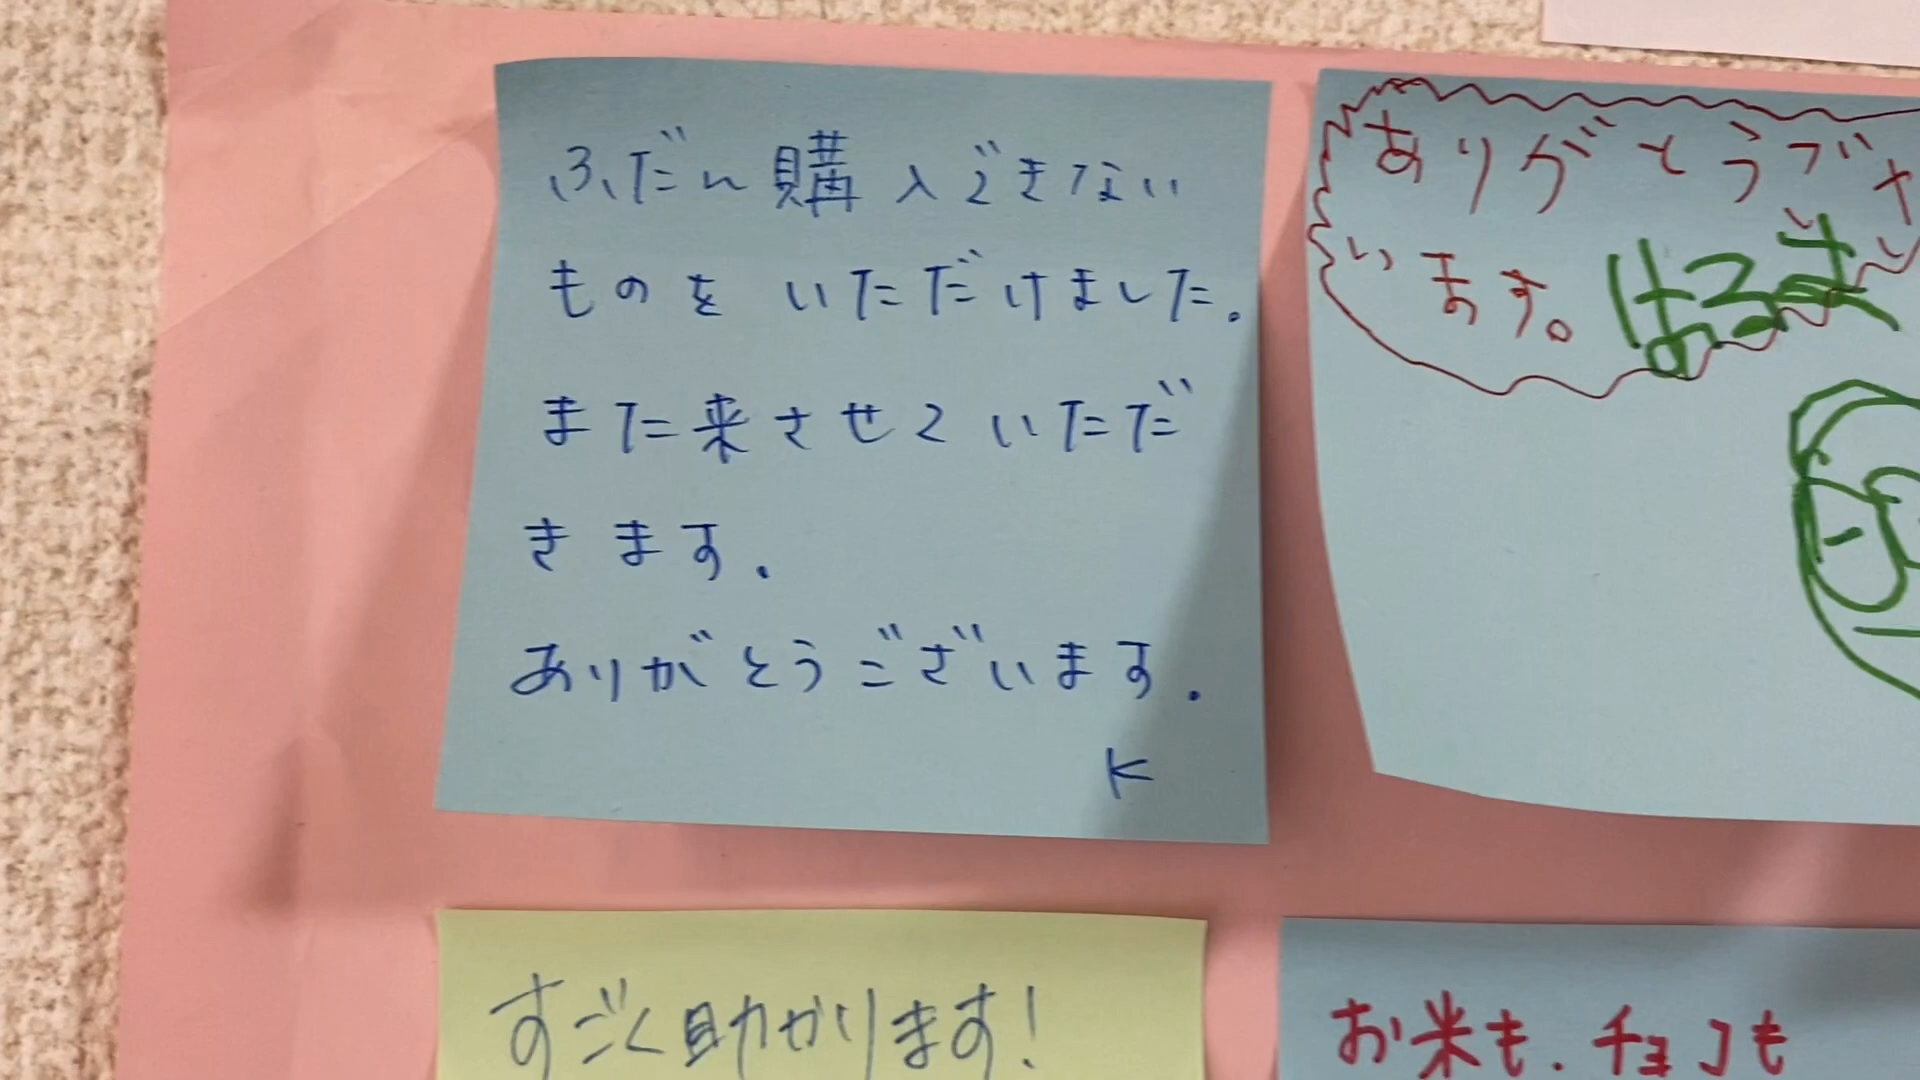 ふだん購入できない
ものを いただけました.
また来させていただ
きます.
ありがとうございます.
K
ありがとうござ
います。
すごく助かります!
お米も.チョコも